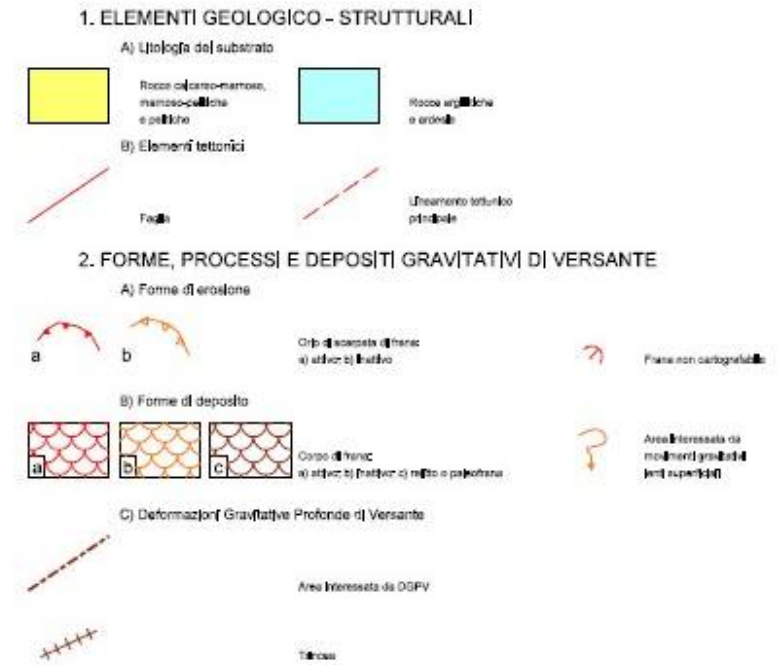 1. ELEMENTI GEOLOGICO - STRUTTURALI
A) Litologia del substrato
Rocce calcareo-marnose,
marnoso-pelitiche
e pelitiche
Rocce argillitiche
e ardesie
B) Elementi tettonici
Faglia
Lineamento tettonico
principale
2. FORME, PROCESSI E DEPOSITI GRAVITATIVI DI VERSANTE
A) Forme di erosione
a
b
Orlo di scarpata di frana:
a) attivo; b) inattivo
Frana non cartografabile
B) Forme di deposito
a
b
c
Corpo di frana:
a) attivo; b) inattivo; c) relitto o paleofrana
Area interessata da
movimenti gravitativi
lenti superficiali
C) Deformazioni Gravitative Profonde di Versante
Area interessata da DGPV
Trincea